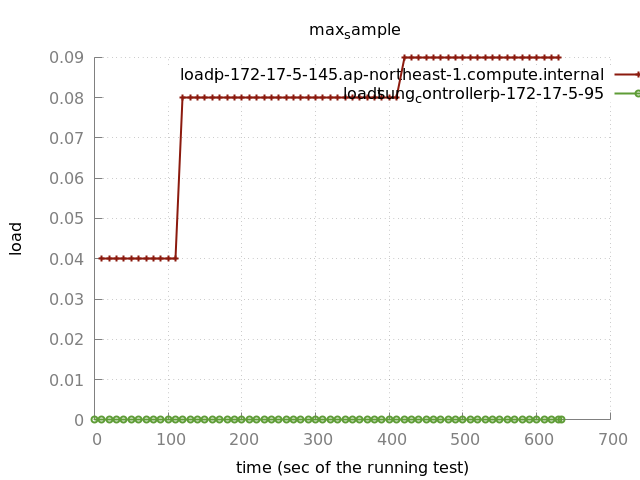 max_sample
0.09
loadip-172-17-5-145.ap-northeast-1.compute.internal
0.08
loadtsung_controllerip-172-17-5-95
0.07
0.06
0.05
0.04
0.03
0.02
0.01
0
load
0 100 200 300 400 500 600 700
time (sec of the running test)